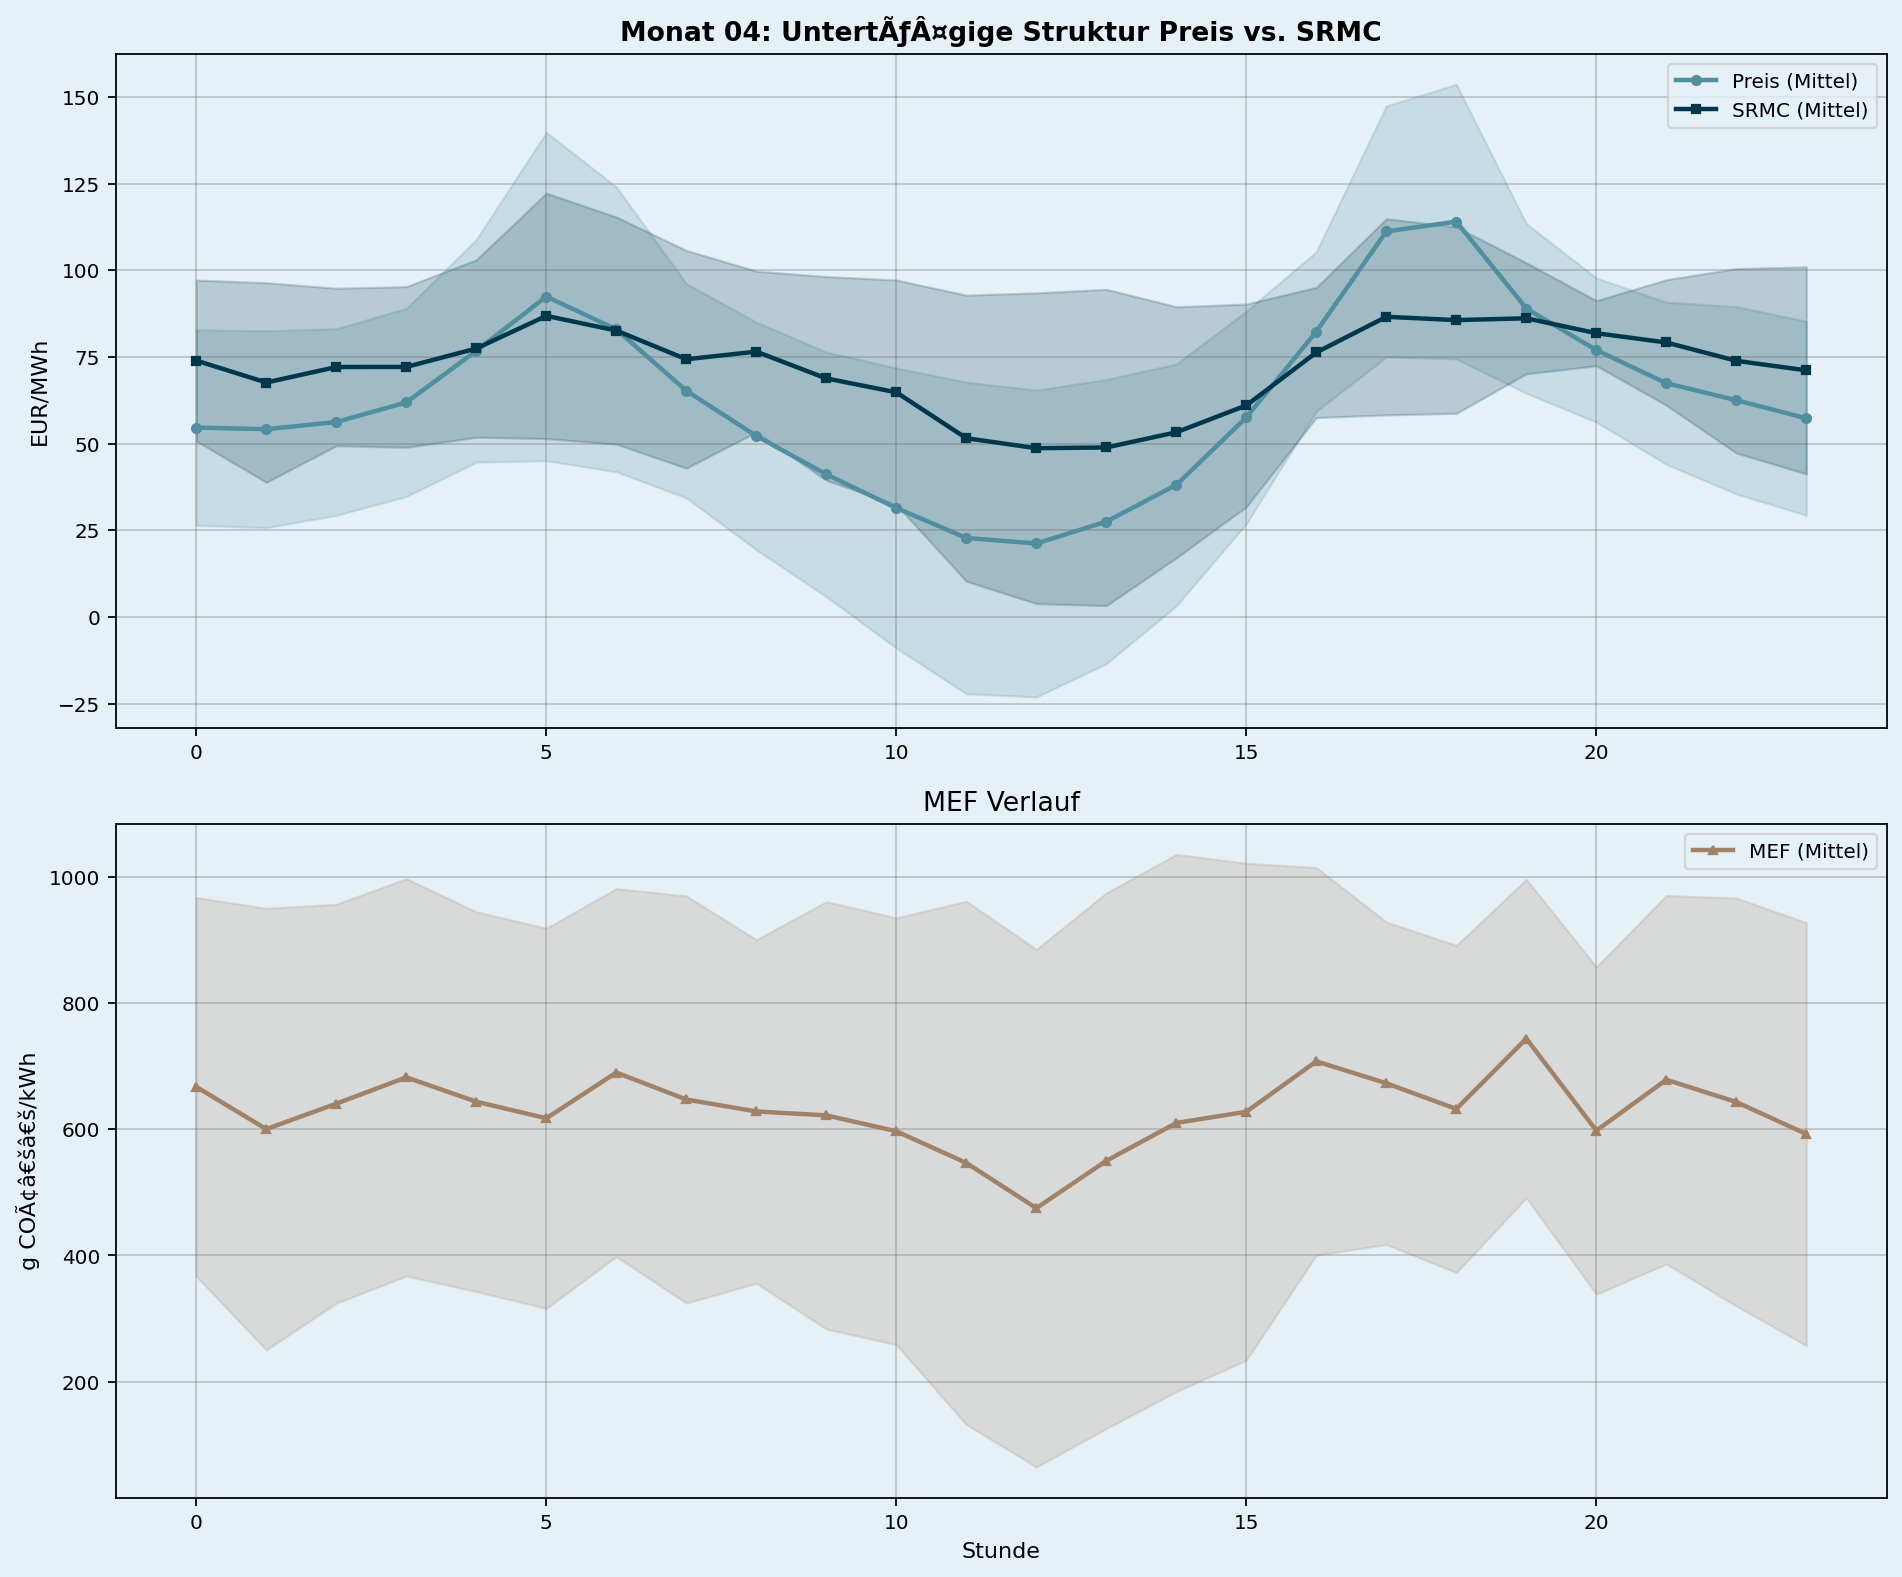 Monat 04: UntertÃƒÂ¤gige Struktur Preis vs. SRMC
EUR/MWh
150
125
100
75
50
25
0
−25
Preis (Mittel)
SRMC (Mittel)
0 5 10 15 20
MEF Verlauf
g COÃ¢â€šâ€š/kWh
1000
800
600
400
200
MEF (Mittel)
0 5 10 15 20
Stunde